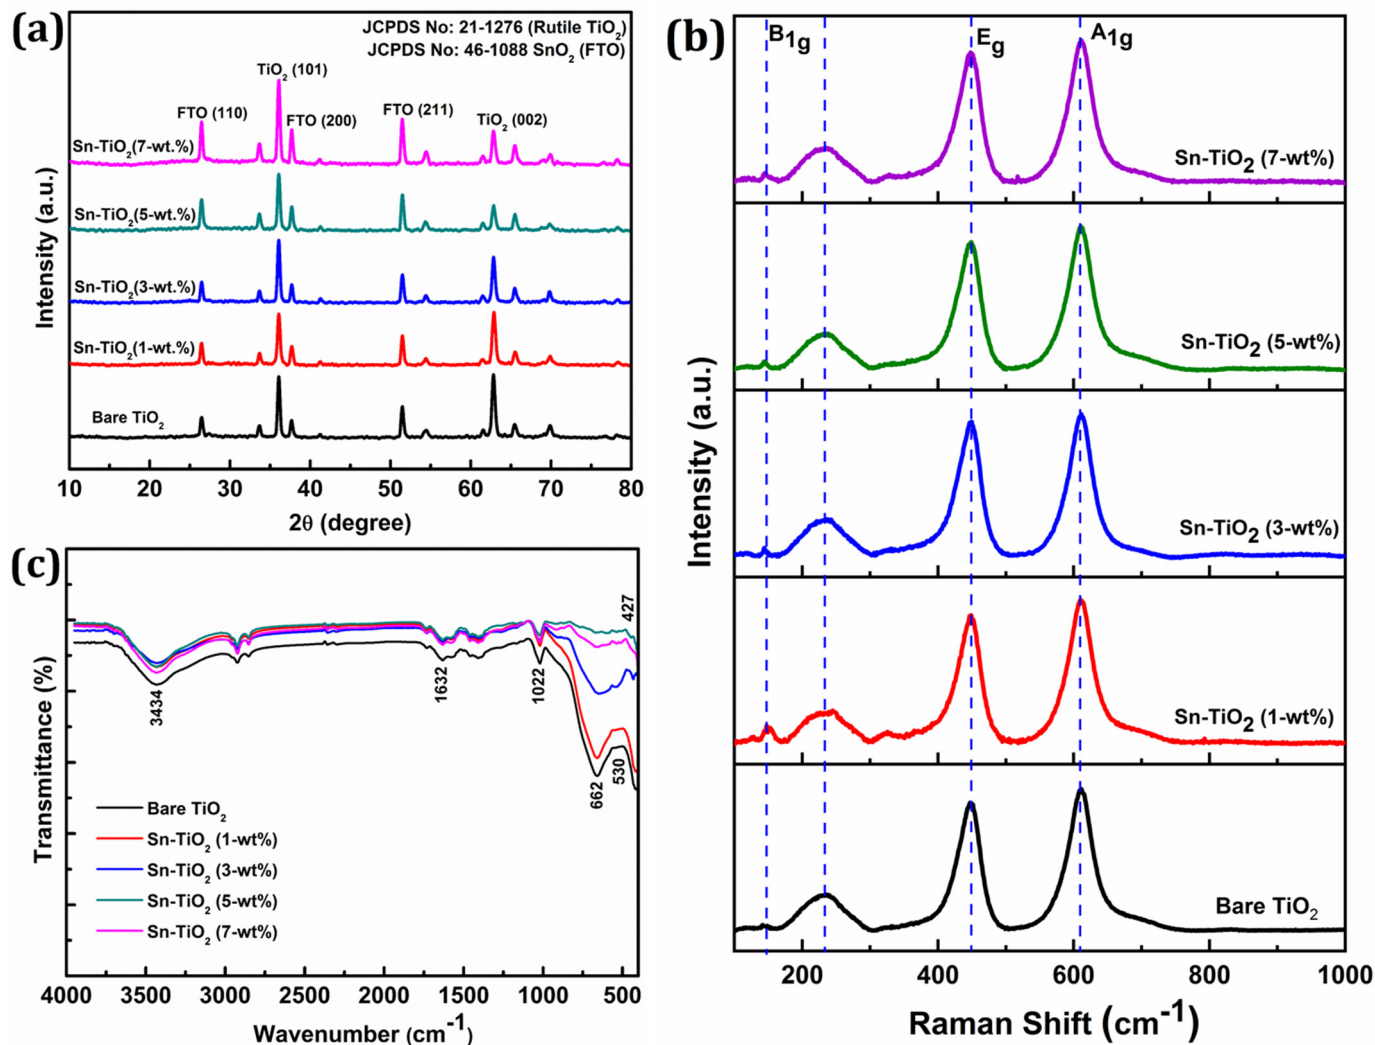 (a)
JCPDS No: 21-1276 (Rutile TiO2)
JCPDS No: 46-1088 SnO2 (FTO)
TiO2 (101)
FTO (110)
FTO (200)
FTO (211)
TiO2 (002)
Sn-TiO2(7-wt.%)
Sn-TiO2(5-wt.%)
Sn-TiO2(3-wt.%)
Sn-TiO2(1-wt.%)
Bare TiO2
Intensity (a.u.)
10 20 30 40 50 60 70 80
2θ (degree)
(b)
B1g
Eg
A1g
Sn-TiO2 (7-wt%)
Sn-TiO2 (5-wt%)
Sn-TiO2 (3-wt%)
Sn-TiO2 (1-wt%)
Bare TiO2
Intensity (a.u.)
200 400 600 800 1000
Raman Shift (cm-1)
(c)
427
3434
1632
1022
662
530
Bare TiO2
Sn-TiO2 (1-wt%)
Sn-TiO2 (3-wt%)
Sn-TiO2 (5-wt%)
Sn-TiO2 (7-wt%)
Transmittance (%)
4000 3500 3000 2500 2000 1500 1000 500
Wavenumber (cm-1)